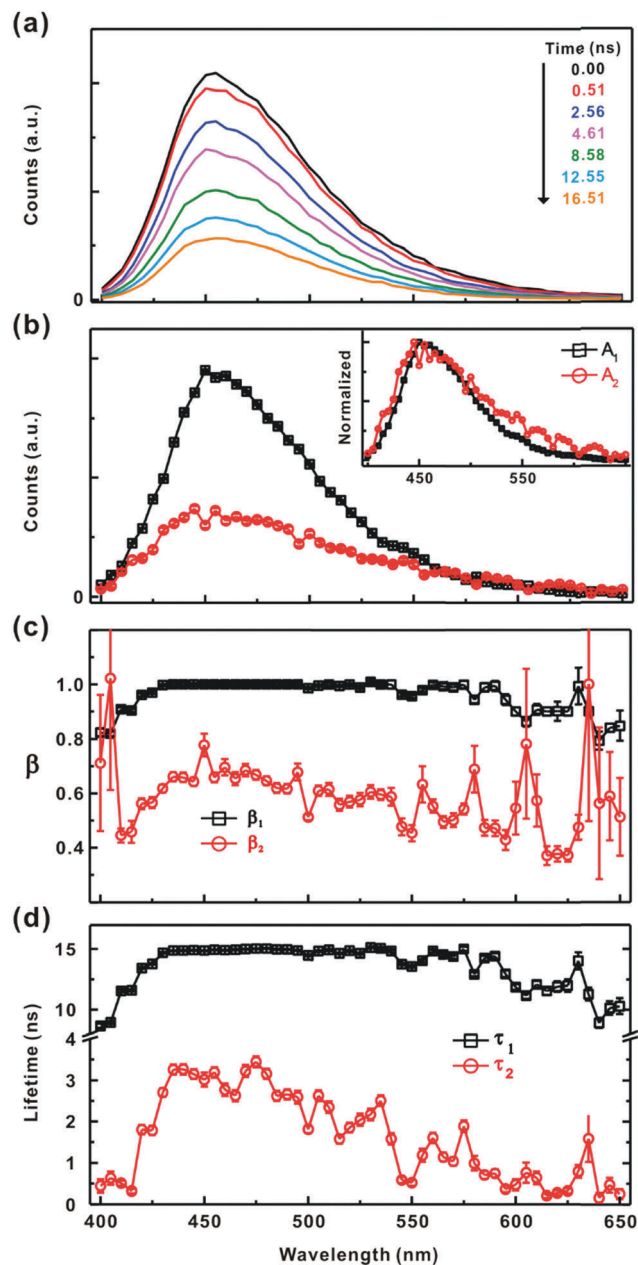 (a)
Counts (a.u.)
0
Time (ns)
0.00
0.51
2.56
4.61
8.58
12.55
16.51
(b)
Counts (a.u.)
0
Normalized
450
550
A₁
A₂
(c)
β
1.0
0.8
0.6
0.4
β₁
β₂
(d)
Lifetime (ns)
15
10
4
3
2
1
0
τ₁
τ₂
400
450
500
550
600
650
Wavelength (nm)